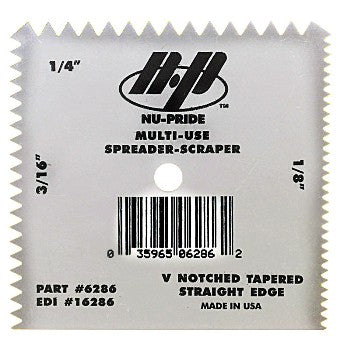 1/4"
N·P
TM
NU-PRIDE
MULTI-USE
SPREADER-SCRAPER
3/16"
1/8"
0 35965 06286 2
PART #6286
EDI #16286
V NOTCHED TAPERED
STRAIGHT EDGE
MADE IN USA